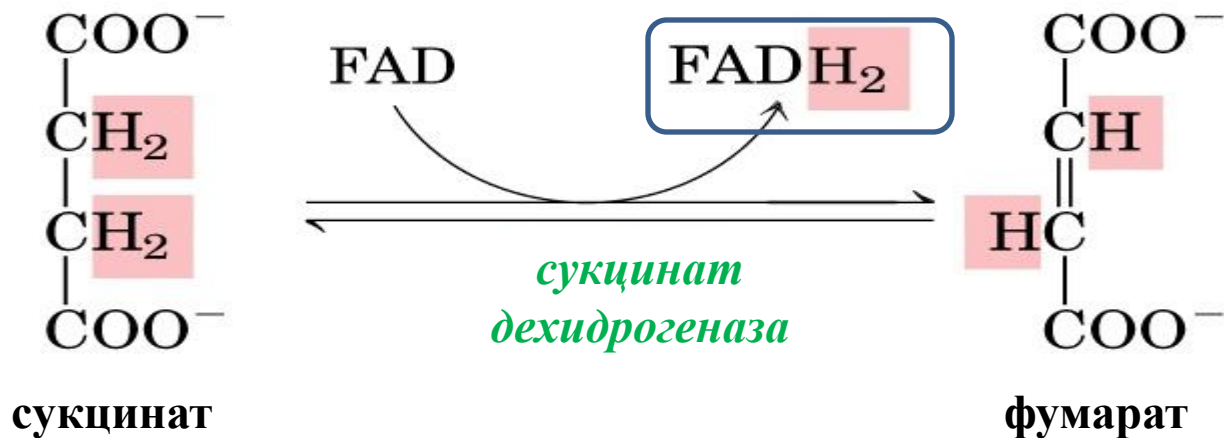 COO⁻
CH₂
CH₂
COO⁻
сукцинат
FAD
FADH₂
сукцинат
дехидрогеназа
COO⁻
CH
HC
COO⁻
фумарат